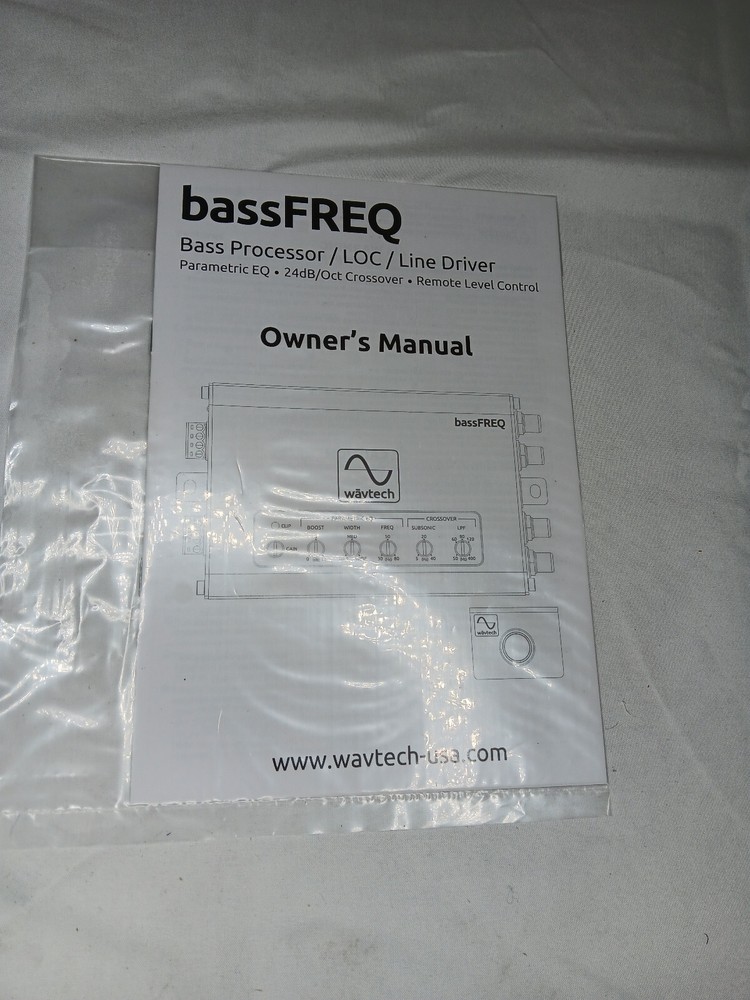 bassFREQ
Bass Processor / LOC / Line Driver
Parametric EQ • 24dB/Oct Crossover • Remote Level Control
Owner's Manual
bassFREQ
wāvtech
CROSSOVER
CLIP BOOST WIDTH FREQ SUBSONIC LPF
GAIN
wāvtech
www.wavtech-usa.com